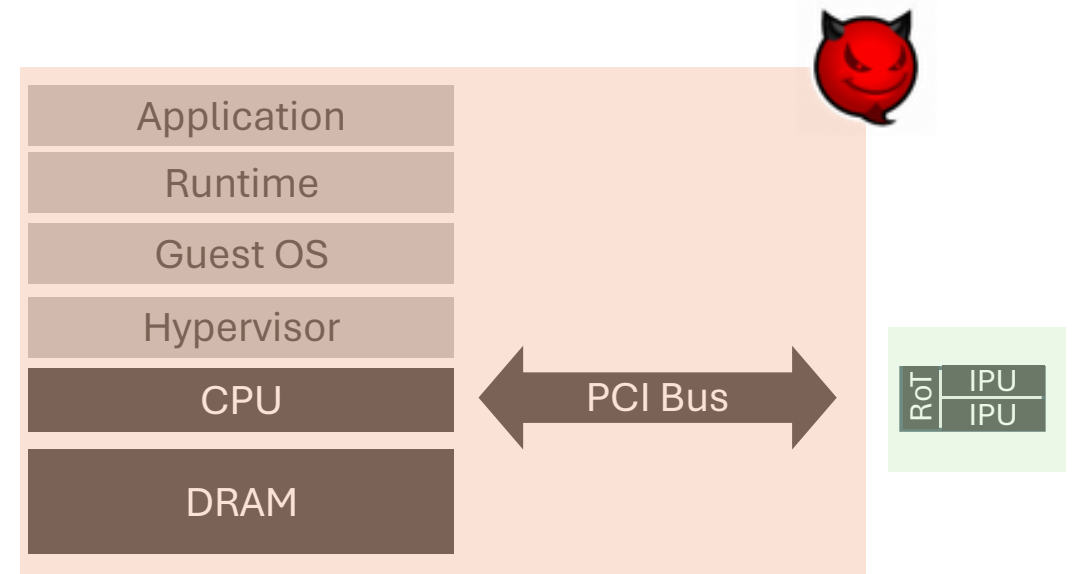 Application
Runtime
Guest OS
Hypervisor
CPU
PCI Bus
DRAM
RoT
IPU
IPU